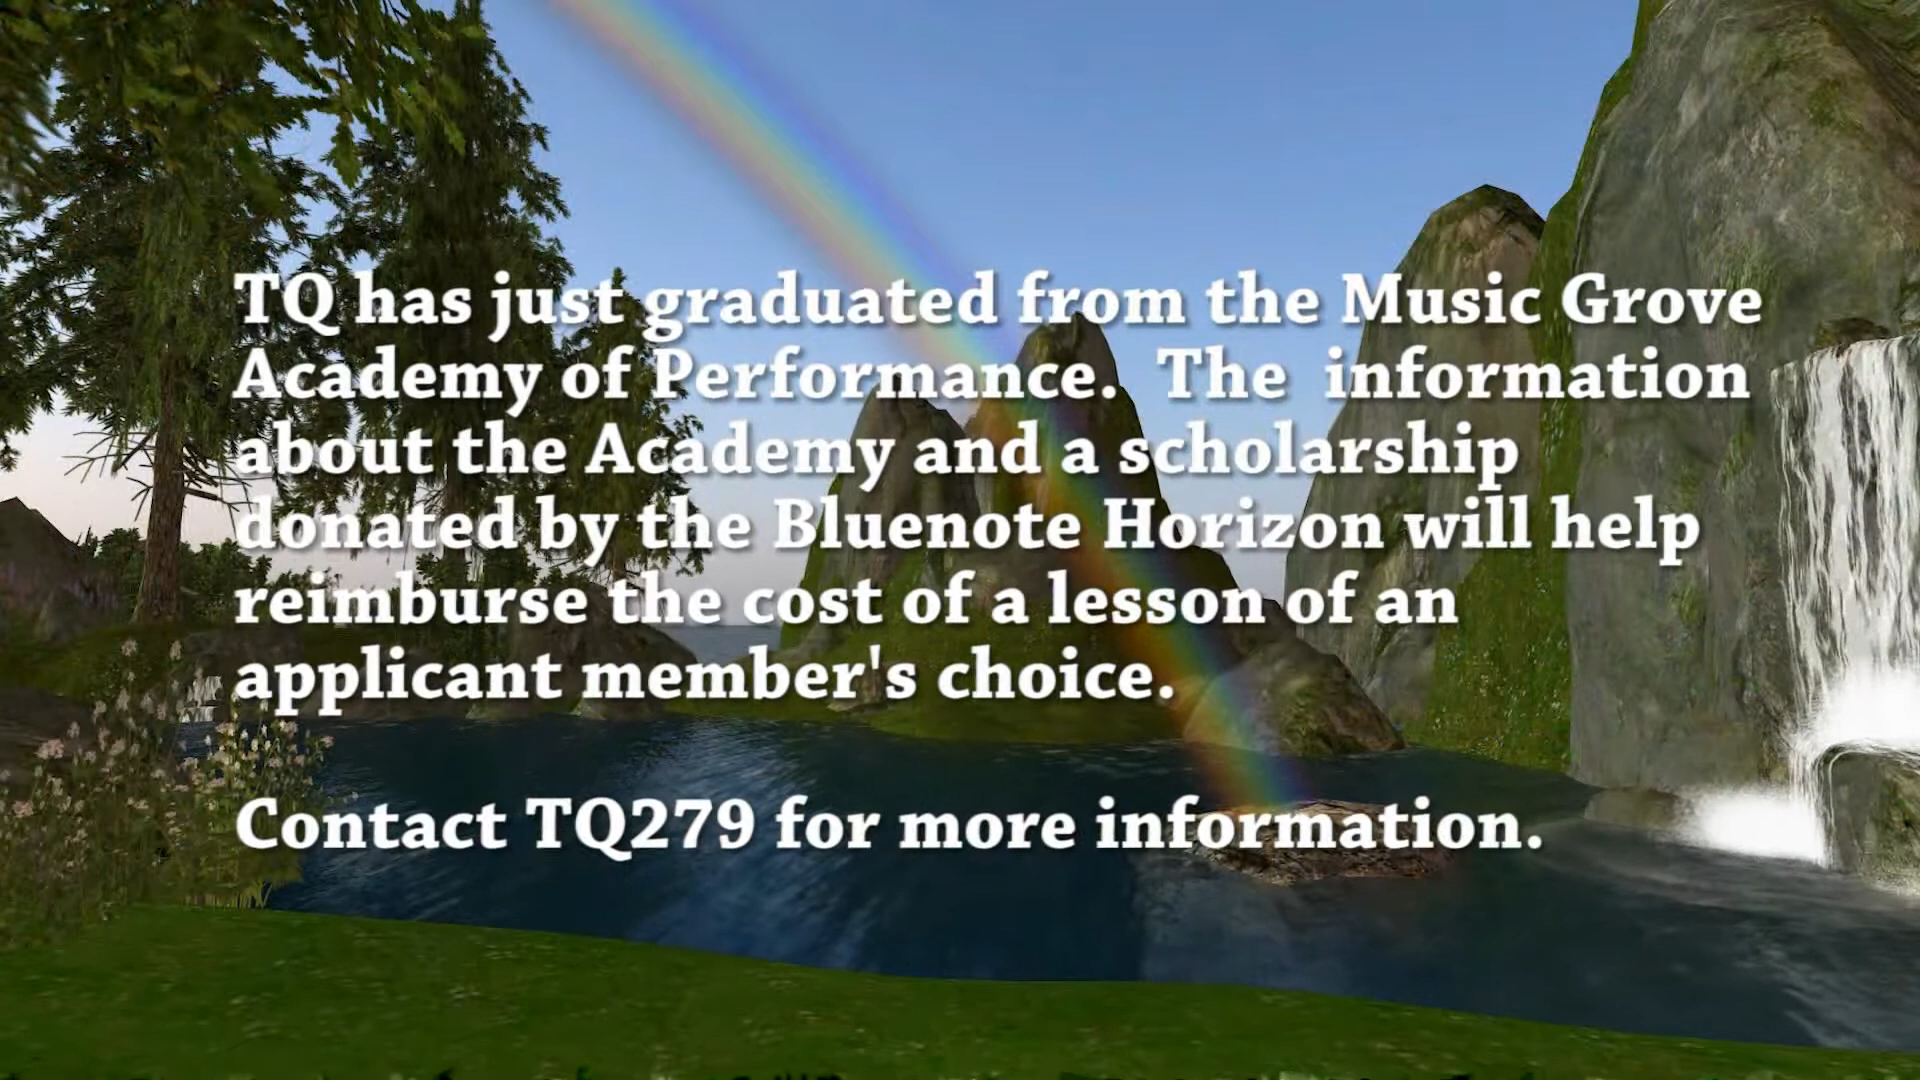 TQ has just graduated from the Music Grove
Academy of Performance.  The  information
about the Academy and a scholarship
donated by the Bluenote Horizon will help
reimburse the cost of a lesson of an
applicant member's choice.
Contact TQ279 for more information.